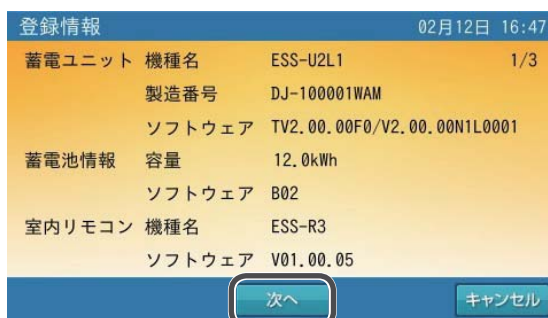 登録情報 02月12日 16:47
蓄電ユニット 機種名 ESS-U2L1 1/3
製造番号 DJ-100001WAM
ソフトウェア TV2.00.00F0/V2.00.00N1L0001
蓄電池情報 容量 12.0kWh
ソフトウェア B02
室内リモコン 機種名 ESS-R3
ソフトウェア V01.00.05
次へ キャンセル